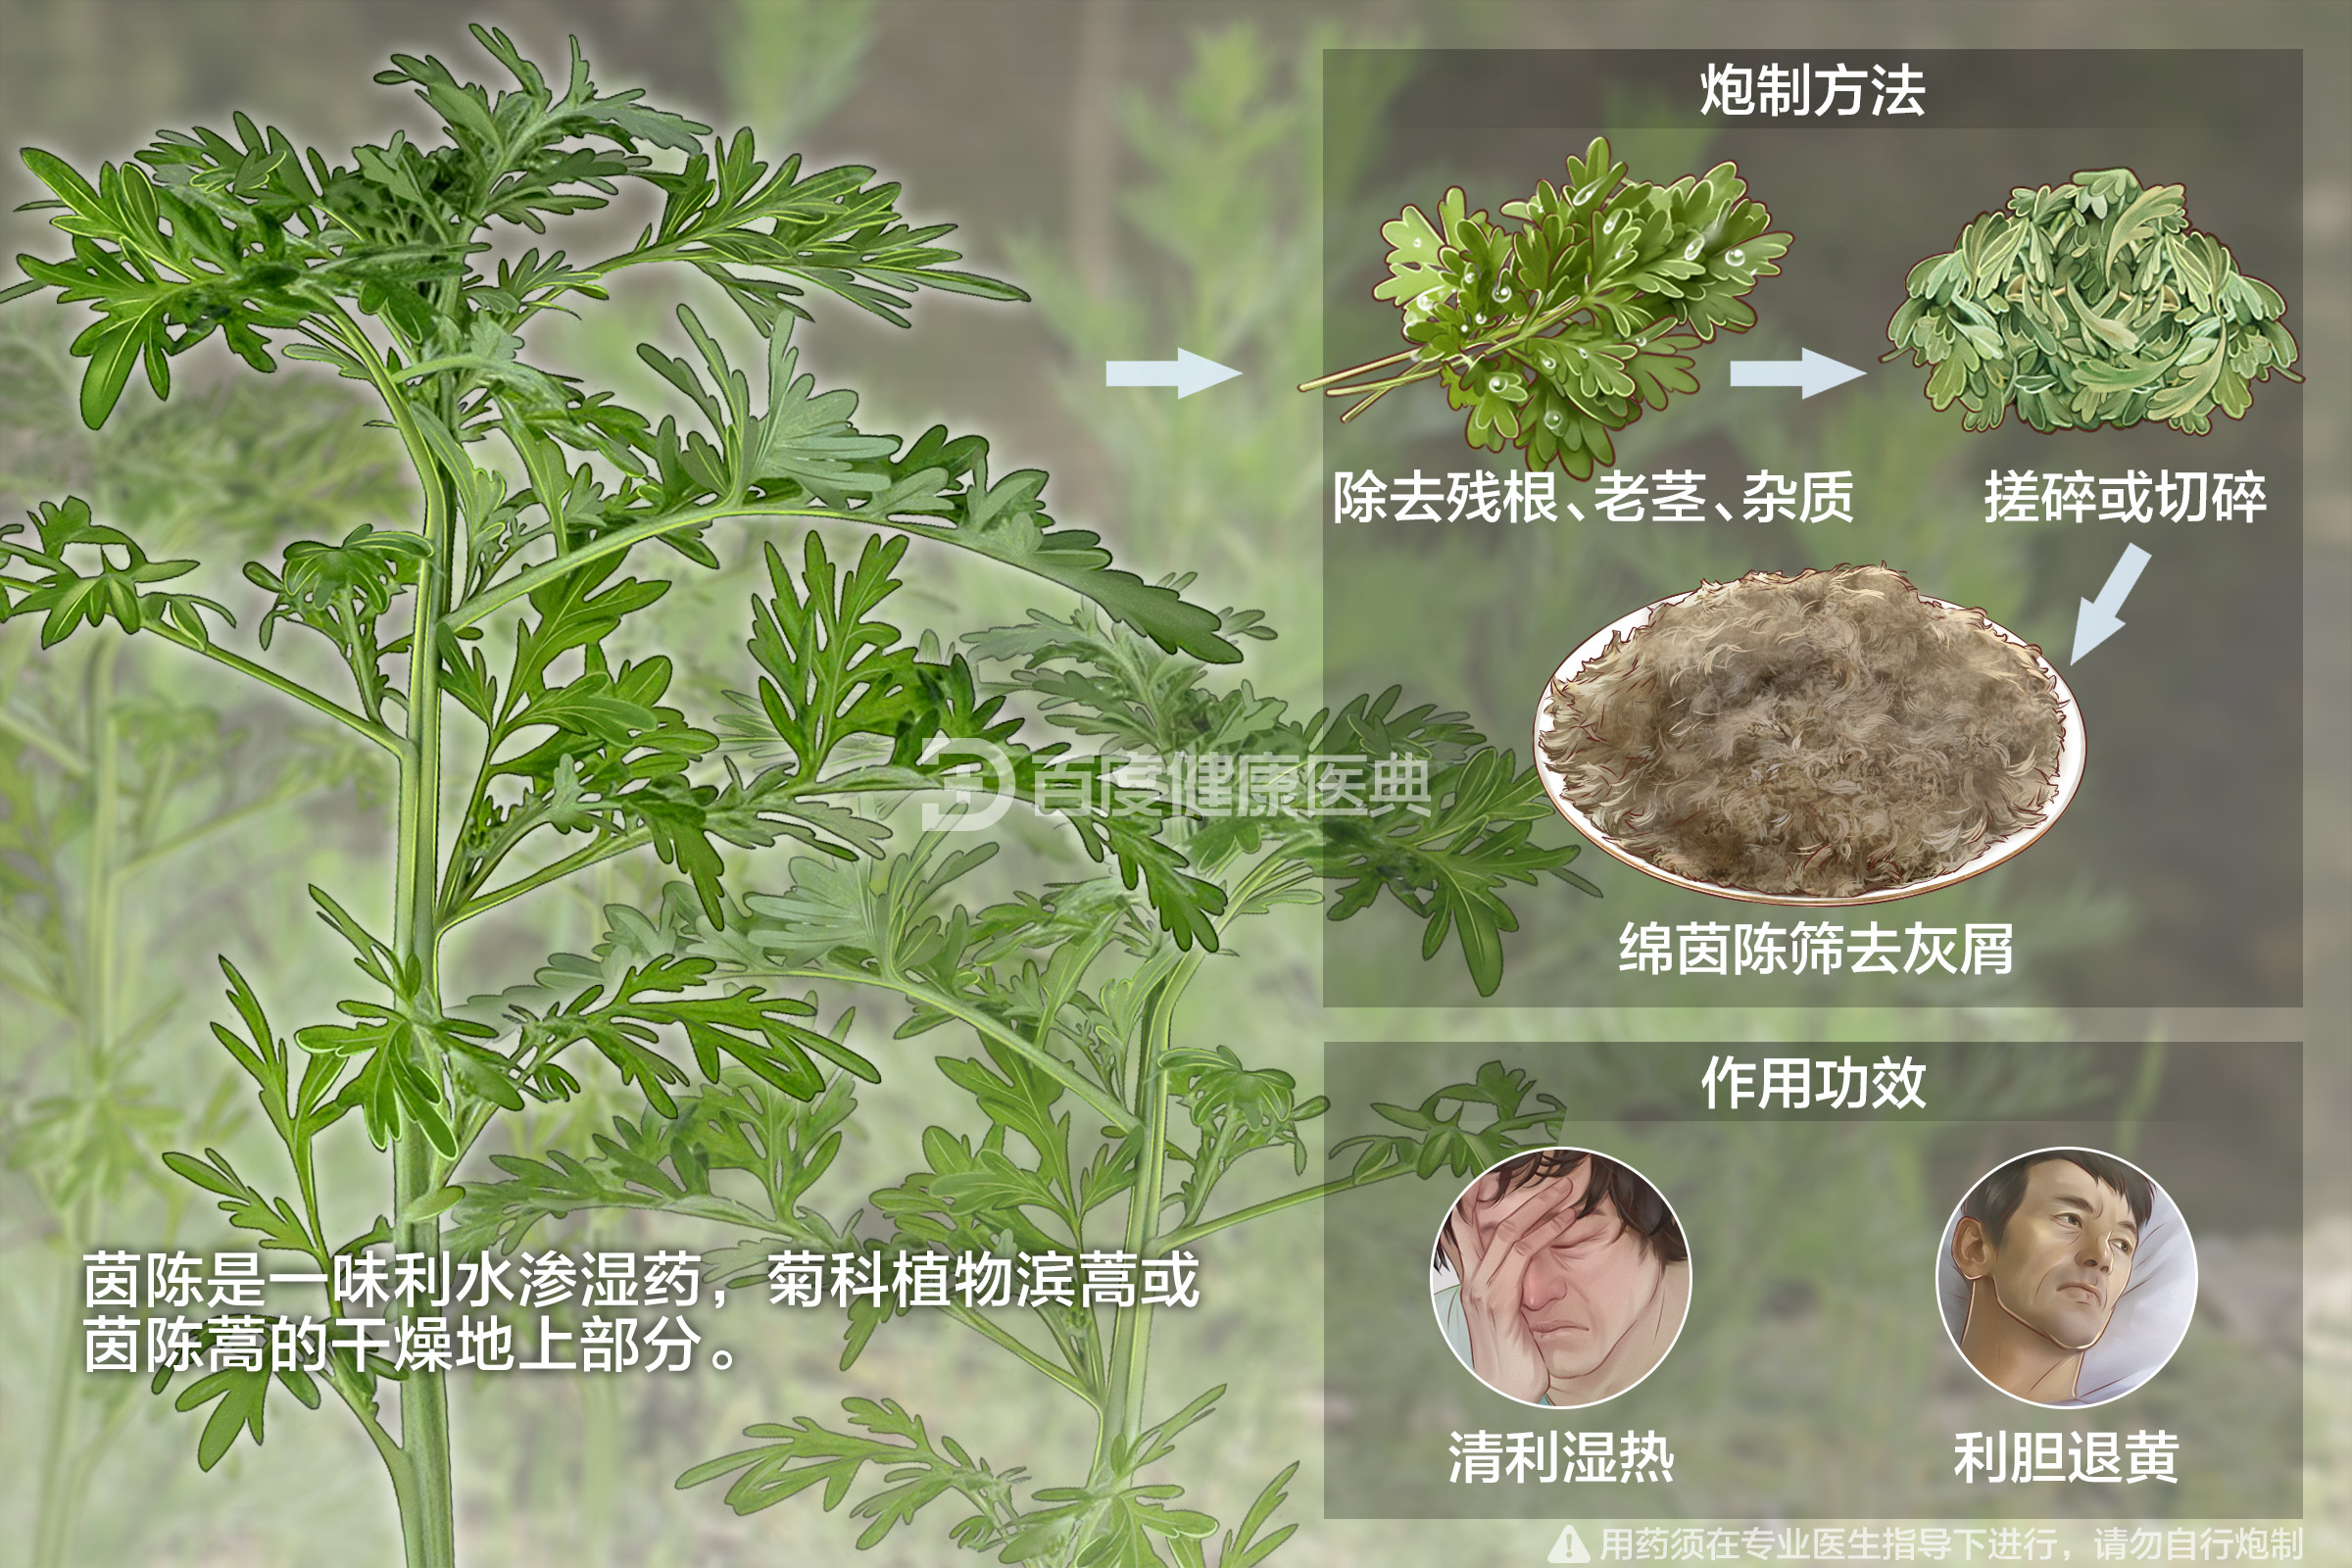 炮制方法
除去残根、老茎、杂质
搓碎或切碎
绵茵陈筛去灰屑
百度健康医典
作用功效
清利湿热
利胆退黄
茵陈是一味利水渗湿药，菊科植物滨蒿或
茵陈蒿的干燥地上部分。
用药须在专业医生指导下进行，请勿自行炮制